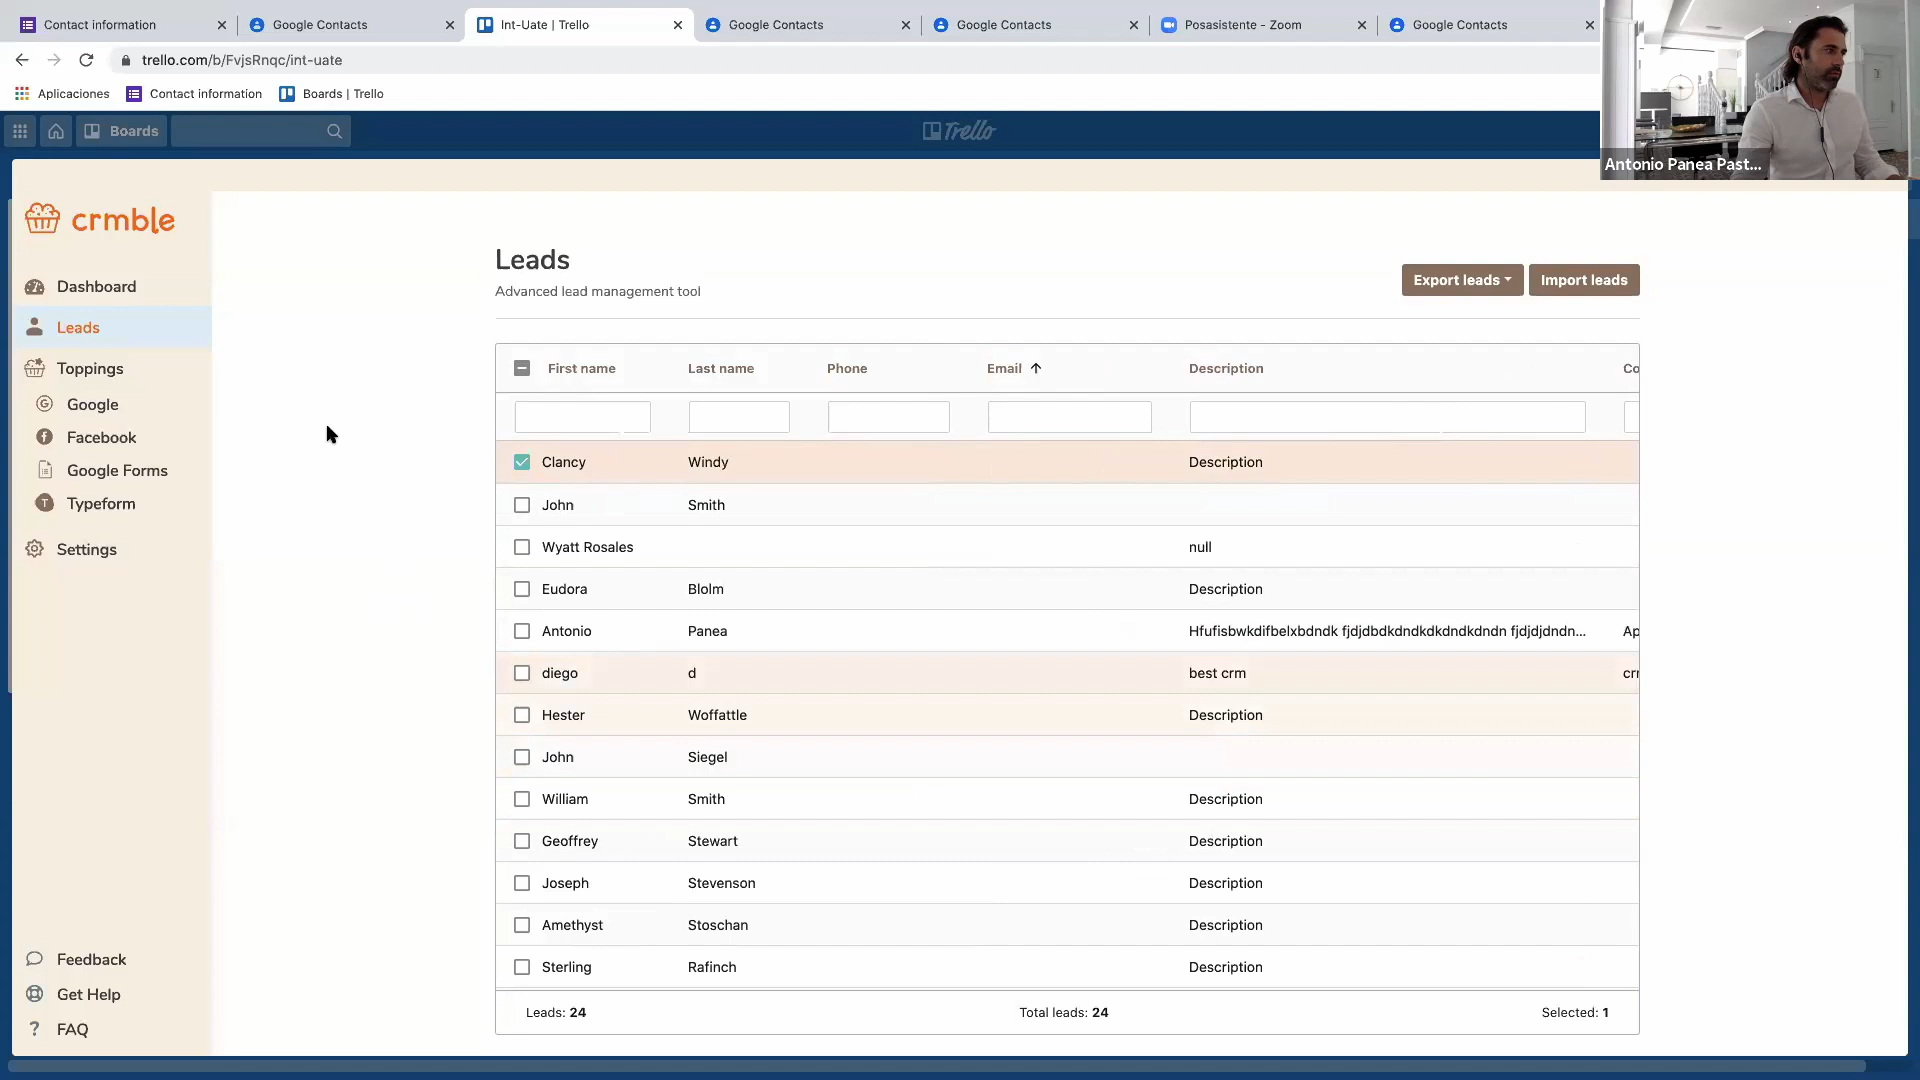 Contact information
Google Contacts
Int-Uate | Trello
Google Contacts
Google Contacts
Posasistente - Zoom
Google Contacts
trello.com/b/FvjsRnqc/int-uate
Aplicaciones
Contact information
Boards | Trello
Boards
Trello
Antonio Panea Past...
crmble
Dashboard
Leads
Toppings
Google
Facebook
Google Forms
Typeform
Settings
Feedback
Get Help
FAQ
Leads
Advanced lead management tool
Export leads
Import leads
First name Last name Phone Email Description Co
Clancy Windy Description
John Smith
Wyatt Rosales null
Eudora Blolm Description
Antonio Panea Hfufisbwkdifbelxbdndk fjdjdbdkdndkdkdndkdndn fjdjdjdndn... Ap
diego d best crm crr
Hester Woffattle Description
John Siegel
William Smith Description
Geoffrey Stewart Description
Joseph Stevenson Description
Amethyst Stoschan Description
Sterling Rafinch Description
Leads: 24 Total leads: 24 Selected: 1